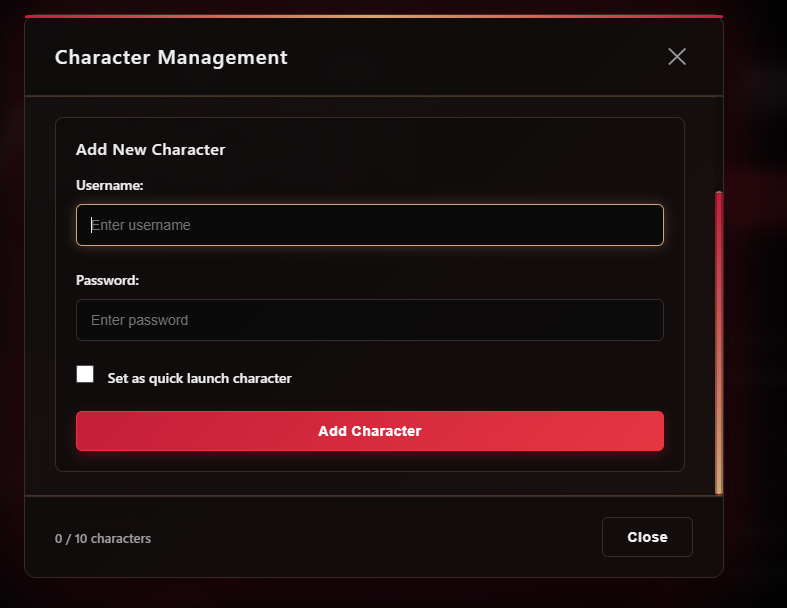 Character Management
Add New Character
Username:
Enter username
Password:
Enter password
Set as quick launch character
Add Character
0 / 10 characters
Close